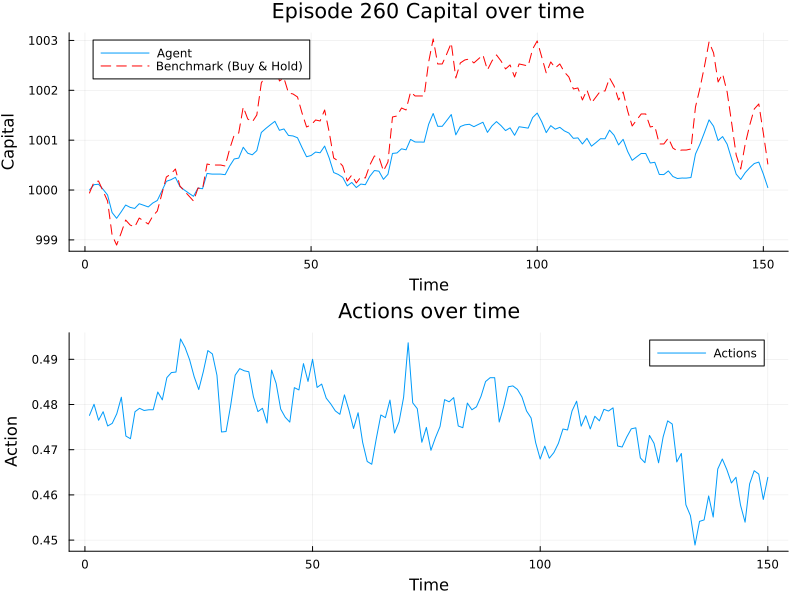 Episode 260 Capital over time
1003
1002
1001
1000
999
Capital
Agent
Benchmark (Buy & Hold)
0
50
100
150
Time
Actions over time
0.49
0.48
0.47
0.46
0.45
Action
Actions
0
50
100
150
Time